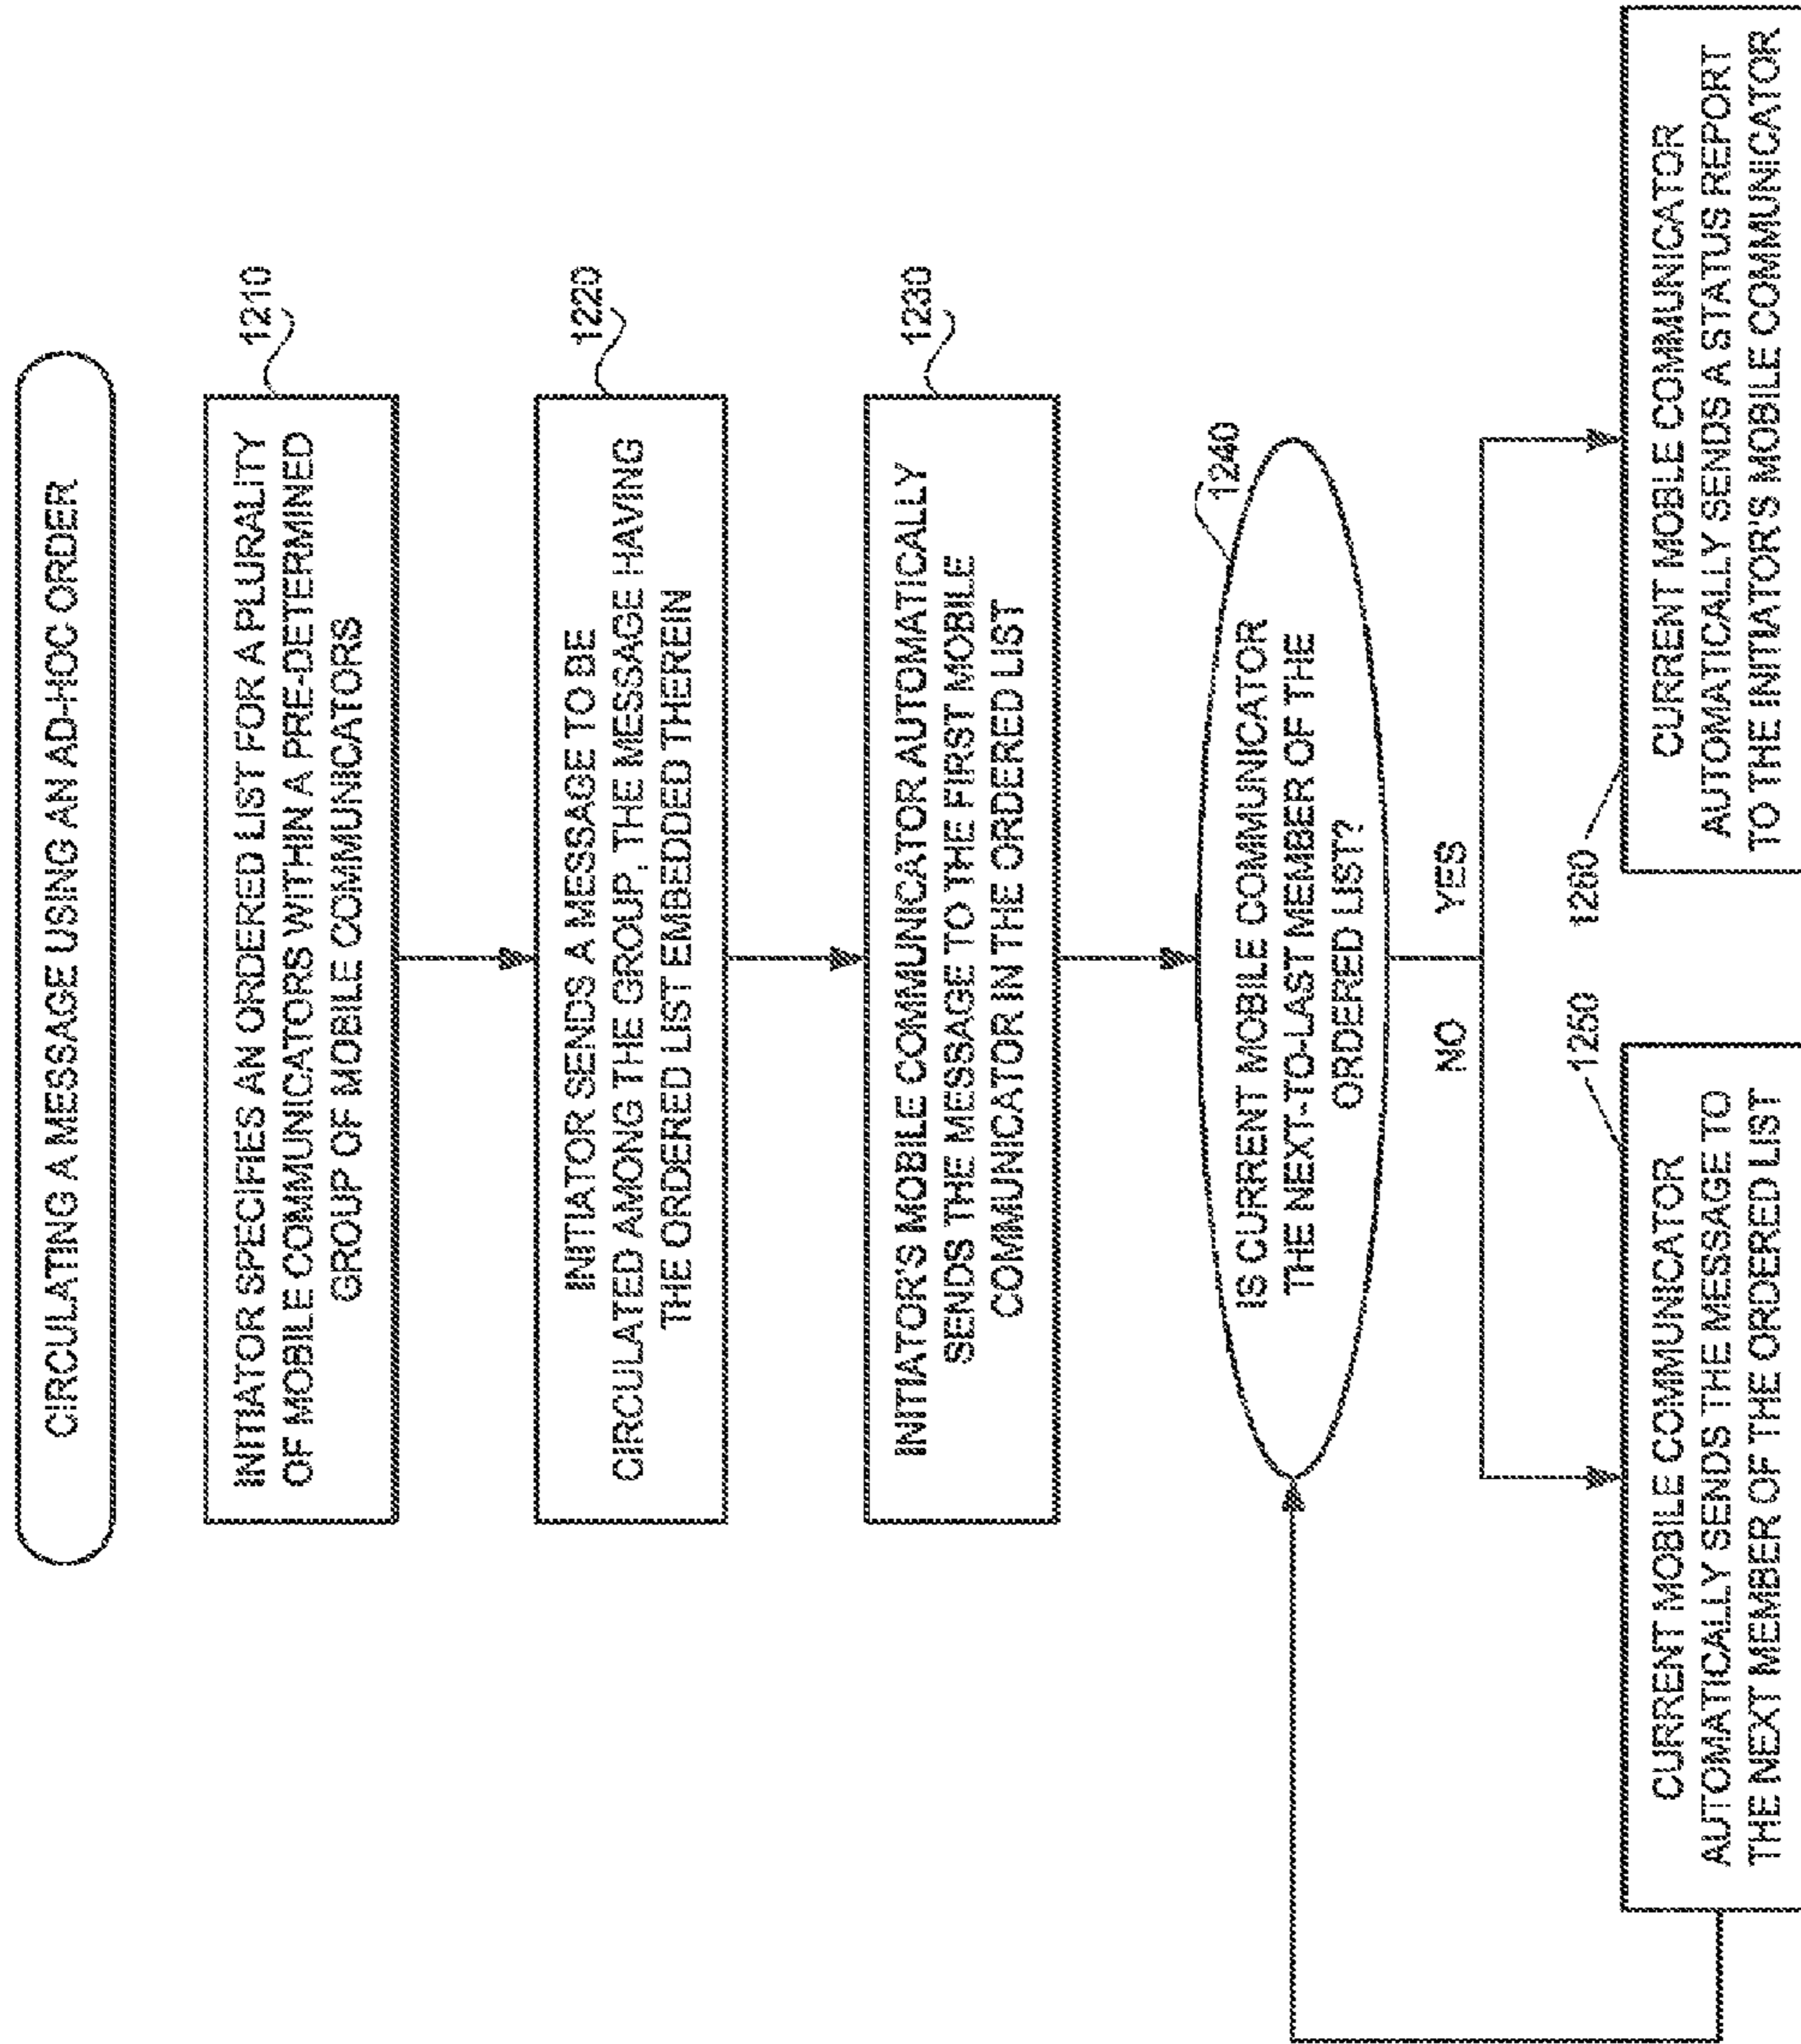 CIRCULATING A MESSAGE USING AN AD-HOC ORDER
1210
INITIATOR SPECIFIES AN ORDERED LIST FOR A PLURALITY
OF MOBILE COMMUNICATORS WITHIN A PRE-DETERMINED
GROUP OF MOBILE COMMUNICATORS
1220
INITIATOR SENDS A MESSAGE TO BE
CIRCULATED AMONG THE GROUP, THE MESSAGE HAVING
THE ORDERED LIST EMBEDDED THEREIN
1230
INITIATOR'S MOBILE COMMUNICATOR AUTOMATICALLY
SENDS THE MESSAGE TO THE FIRST MOBILE
COMMUNICATOR IN THE ORDERED LIST
1240
IS CURRENT MOBILE COMMUNICATOR
THE NEXT-TO-LAST MEMBER OF THE
ORDERED LIST?
NO
YES
1250
CURRENT MOBILE COMMUNICATOR
AUTOMATICALLY SENDS THE MESSAGE TO
THE NEXT MEMBER OF THE ORDERED LIST
1260
CURRENT MOBLE COMMUNICATOR
AUTOMATICALLY SENDS A STATUS REPORT
TO THE INITIATOR'S MOBILE COMMUNICATOR